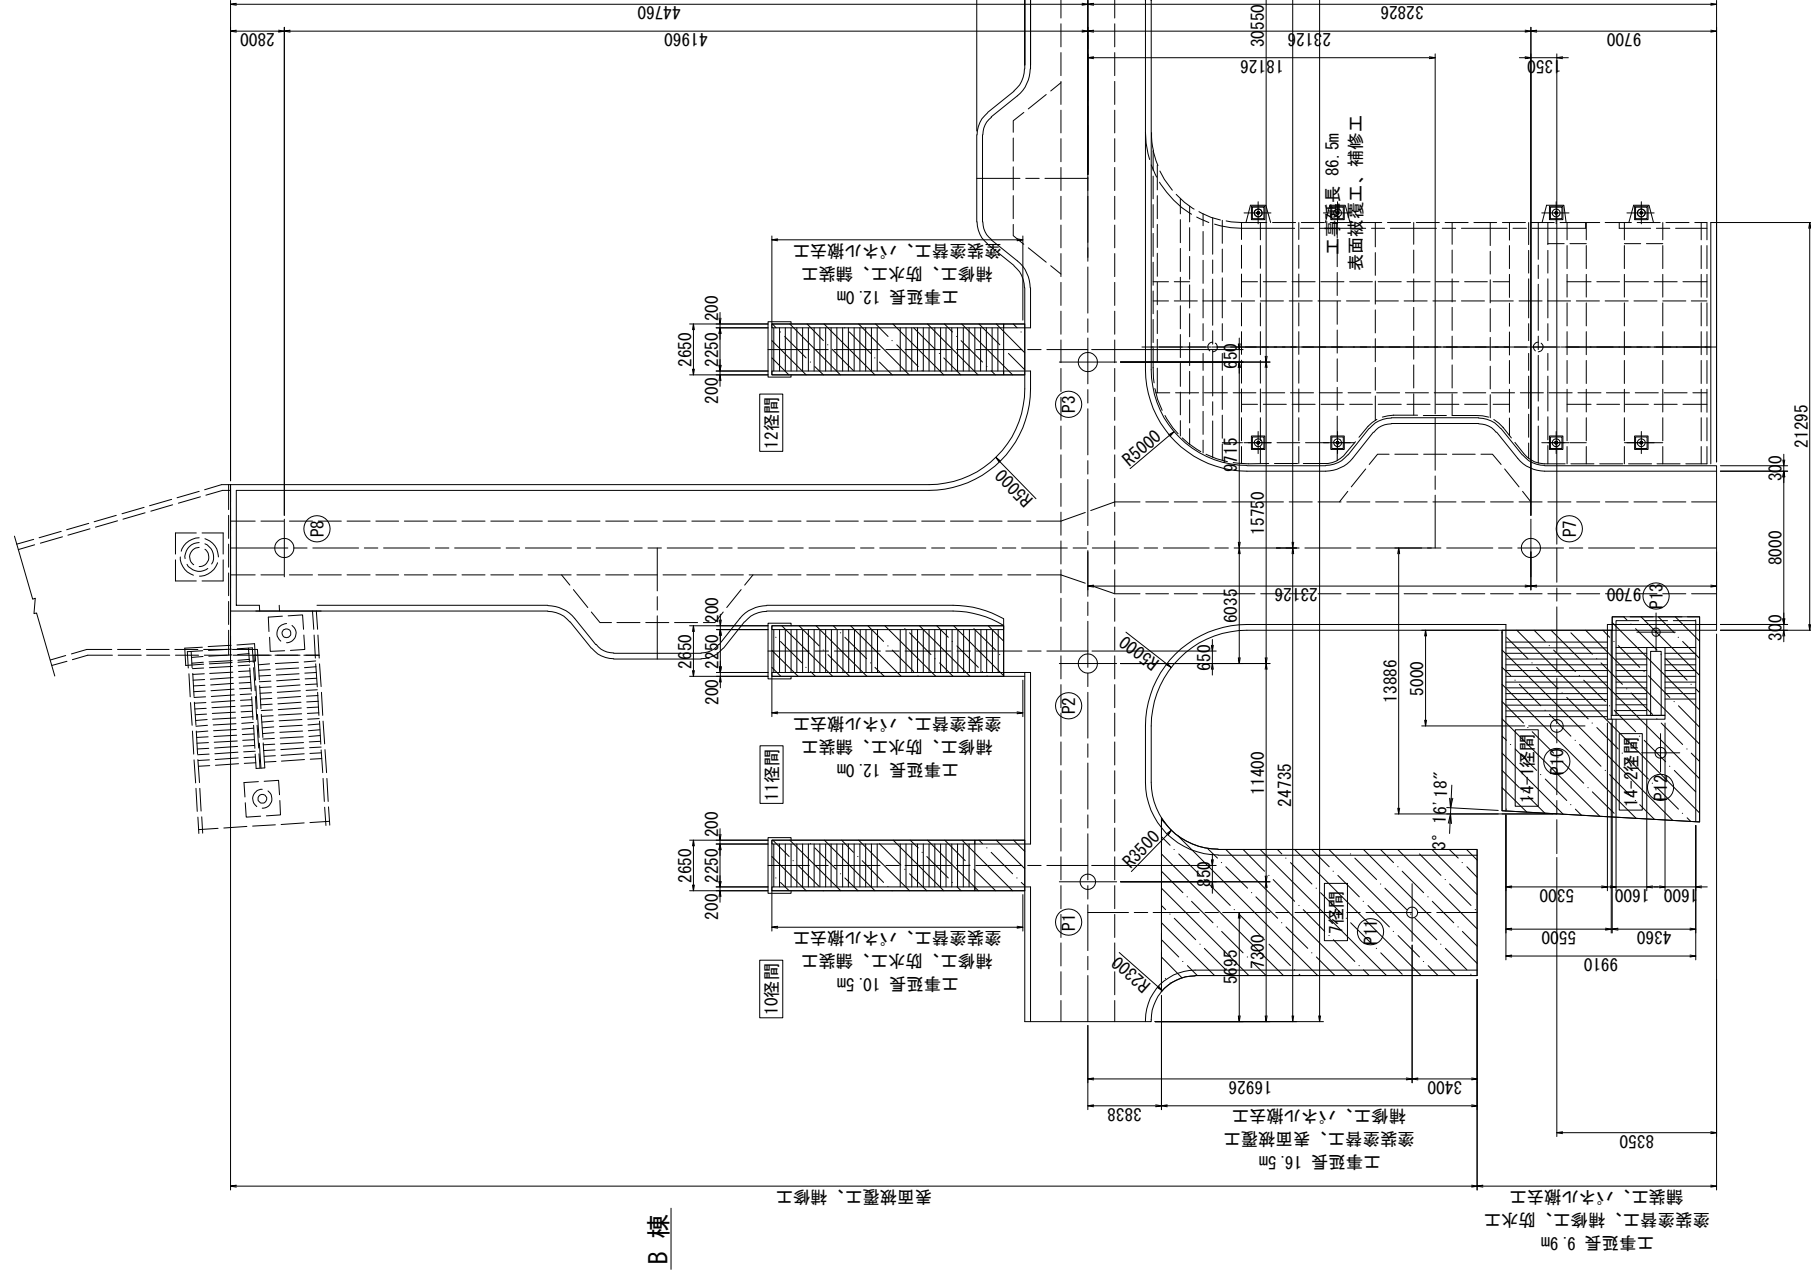 44760
32826
2800
41960
23126
9700
30550
18126
1350
工事延長 86.5m
表面被覆工、補修工
塗装塗替工、パネル撤去工
補修工、防水工、舗装工
工事延長 12.0m
200
2650
2250
200
12径間
P3
650
R5000
R5000
9715
21295
300
P8
15750
P7
8000
23126
9700
P13
6035
300
200
2650
2250
200
R5000
650
13886
5000
P2
塗装塗替工、パネル撤去工
補修工、防水工、舗装工
工事延長 12.0m
11径間
11400
24735
14-1径間
P10
14-2径間
P12
3°16'18"
200
2650
2250
200
R3500
850
5300
1600
1600
7径間
P11
P1
5500
4360
塗装塗替工、パネル撤去工
補修工、防水工、舗装工
工事延長 10.5m
10径間
R2300
5695
7300
9910
16926
3400
3838
補修工、パネル撤去工
塗装塗替工、表面被覆工
工事延長 16.5m
8350
表面被覆工、補修工
舗装工、パネル撤去工
塗装塗替工、補修工、防水工
工事延長 9.9m
B 棟